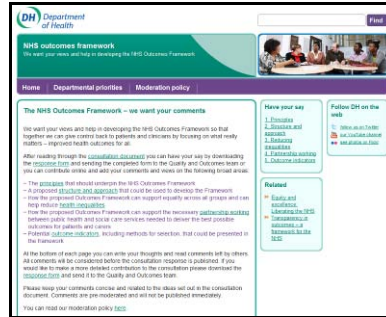 DH Department
of Health
Find
NHS outcomes framework
We want your views and help in developing the NHS Outcomes Framework
Home
Departmental priorities
Moderation policy
The NHS Outcomes Framework – we want your comments
We want your views and help in developing the NHS Outcomes Framework so that
together we can give control back to patients and clinicians by focusing on what really
matters – improved health outcomes for all.
After reading through the consultation document you can have your say by downloading
the response form and sending the completed form to the Quality and Outcomes team or
you can contribute online and add your comments and views on the following broad areas:
– The principles that should underpin the NHS Outcomes Framework
– A proposed structure and approach that could be used to develop the Framework
– How the proposed Outcomes Framework can support equality across all groups and can
help reduce health inequalities
– How the proposed Outcomes Framework can support the necessary partnership working
between public health and social care services needed to deliver the best possible
outcomes for patients and carers
– Potential outcome indicators, including methods for selection, that could be presented in
the framework
At the bottom of each page you can write your thoughts and read comments left by others.
All comments will be considered before the consultation response is published. If you
would like to make a more detailed contribution to the consultation please download the
response form and send it to the Quality and Outcomes team.
Please keep your comments concise and related to the ideas set out in the consultation
document. Comments are pre-moderated and will not be published immediately.
You can read our moderation policy here.
Have your say
1. Principles
2. Structure and
approach
3. Reducing
inequalities
4. Partnership working
5. Outcome indicators
Related
Equity and
excellence:
Liberating the NHS
Transparency in
outcomes – a
framework for the
NHS
Follow DH on the
web
Follow us on Twitter
our YouTube channel
see photos on Flickr